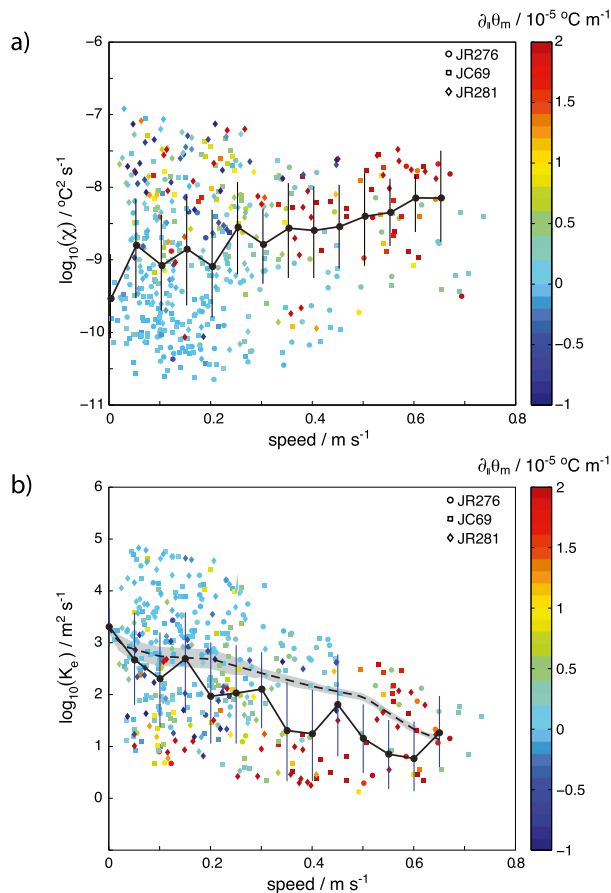 ∂ₗₗθₘ / 10⁻⁵ °C m⁻¹
a)
−6
−7
−8
−9
−10
−11
log₁₀(χ) / °C² s⁻¹
JR276
JC69
JR281
2
1.5
1
0.5
0
−0.5
−1
0
0.2
0.4
0.6
0.8
speed / m s⁻¹
∂ₗₗθₘ / 10⁻⁵ °C m⁻¹
b)
6
5
4
3
2
1
0
log₁₀(Kₑ) / m² s⁻¹
JR276
JC69
JR281
2
1.5
1
0.5
0
−0.5
−1
0
0.2
0.4
0.6
0.8
speed / m s⁻¹